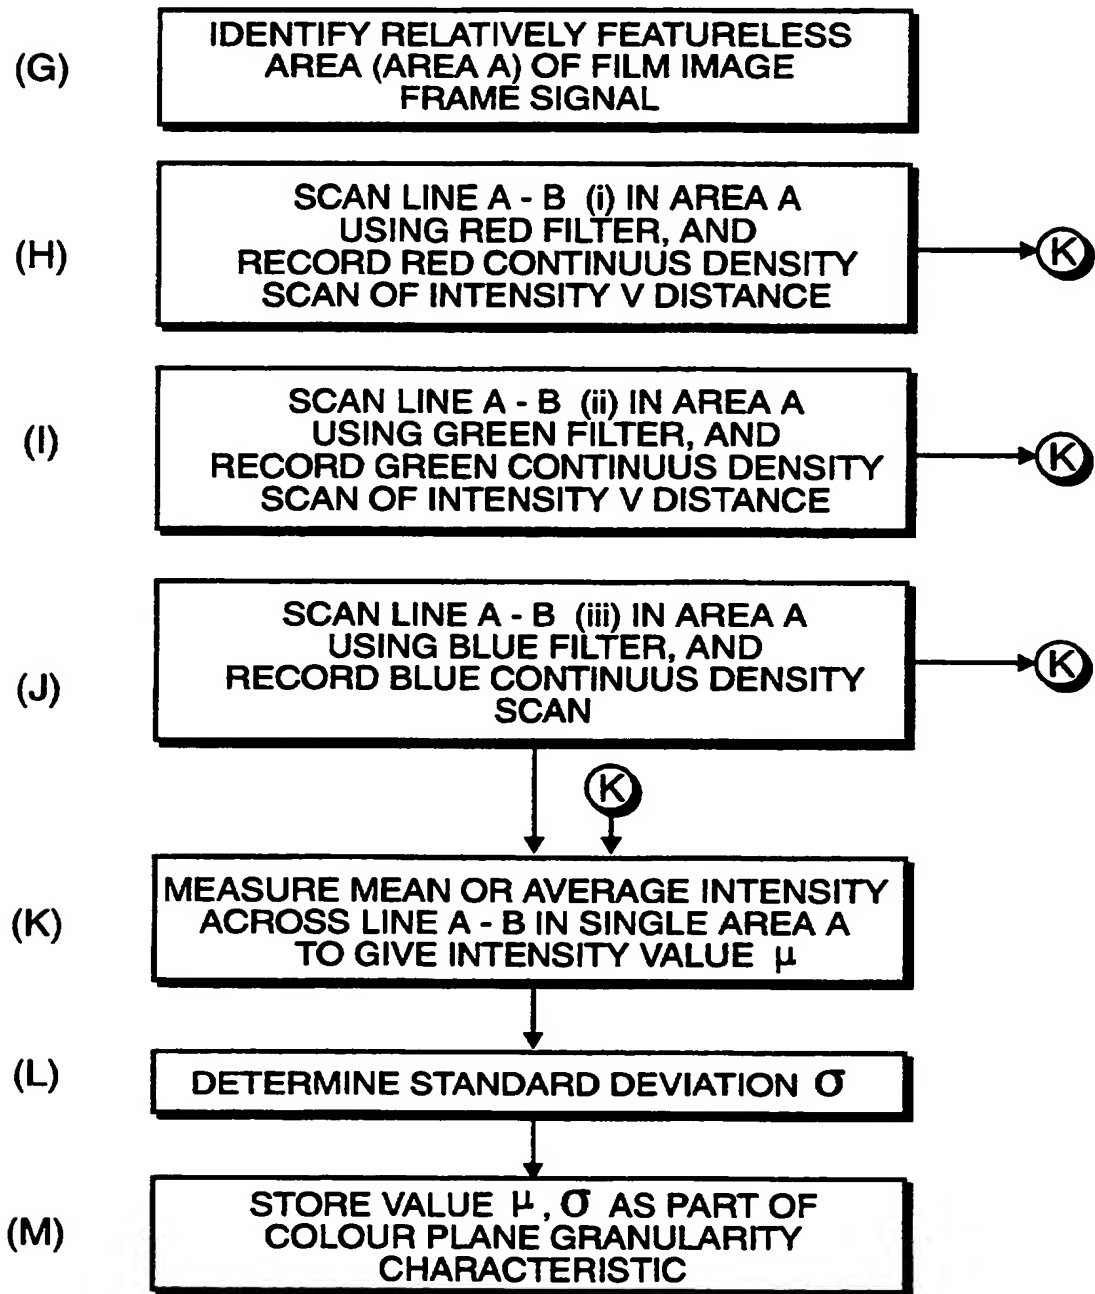 (G)
IDENTIFY RELATIVELY FEATURELESS
AREA (AREA A) OF FILM IMAGE
FRAME SIGNAL
(H)
SCAN LINE A - B (i) IN AREA A
USING RED FILTER, AND
RECORD RED CONTINUUS DENSITY
SCAN OF INTENSITY V DISTANCE
K
(I)
SCAN LINE A - B (ii) IN AREA A
USING GREEN FILTER, AND
RECORD GREEN CONTINUUS DENSITY
SCAN OF INTENSITY V DISTANCE
K
(J)
SCAN LINE A - B (iii) IN AREA A
USING BLUE FILTER, AND
RECORD BLUE CONTINUUS DENSITY
SCAN
K
K
(K)
MEASURE MEAN OR AVERAGE INTENSITY
ACROSS LINE A - B IN SINGLE AREA A
TO GIVE INTENSITY VALUE μ
(L)
DETERMINE STANDARD DEVIATION σ
(M)
STORE VALUE μ, σ AS PART OF
COLOUR PLANE GRANULARITY
CHARACTERISTIC